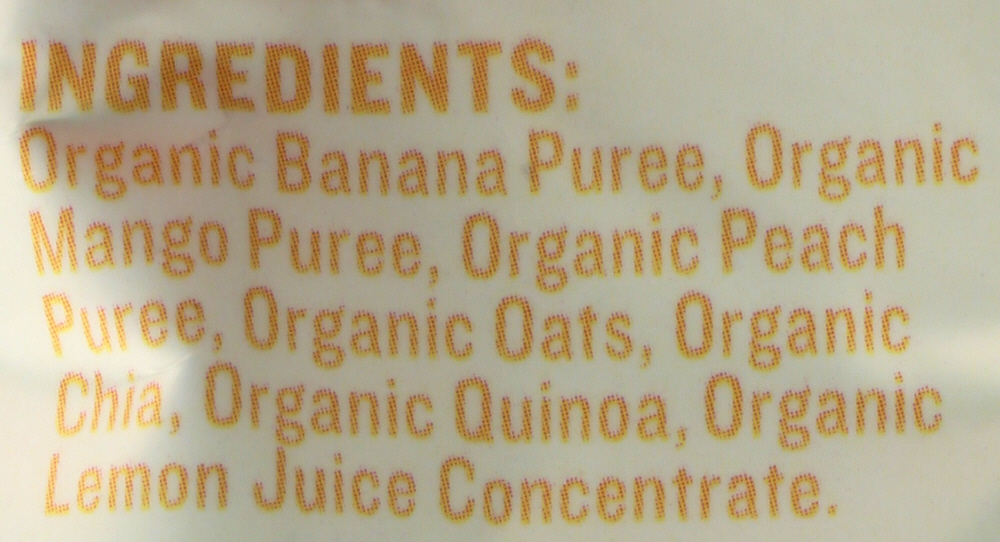 INGREDIENTS:
Organic Banana Puree, Organic
Mango Puree, Organic Peach
Puree, Organic Oats, Organic
Chia, Organic Quinoa, Organic
Lemon Juice Concentrate.